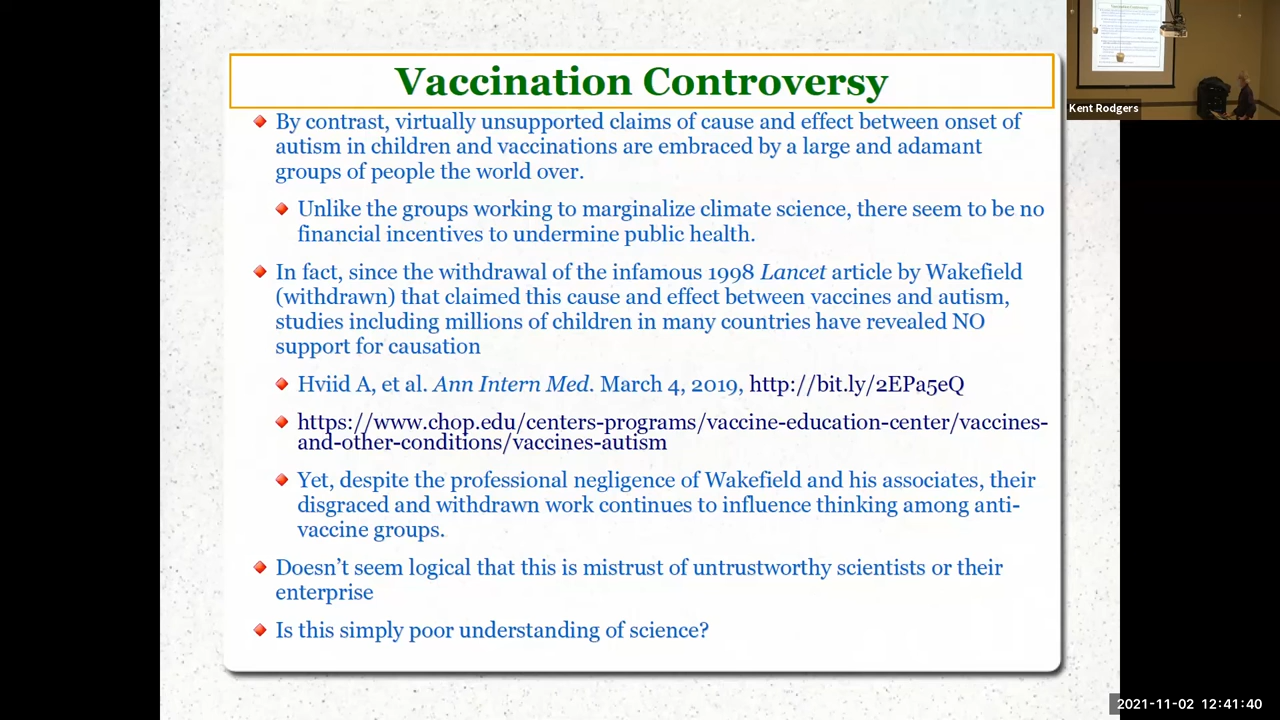 Vaccination Controversy
By contrast, virtually unsupported claims of cause and effect between onset of
autism in children and vaccinations are embraced by a large and adamant
groups of people the world over.
Unlike the groups working to marginalize climate science, there seem to be no
financial incentives to undermine public health.
In fact, since the withdrawal of the infamous 1998 Lancet article by Wakefield
(withdrawn) that claimed this cause and effect between vaccines and autism,
studies including millions of children in many countries have revealed NO
support for causation
Hviid A, et al. Ann Intern Med. March 4, 2019, http://bit.ly/2EPa5eQ
https://www.chop.edu/centers-programs/vaccine-education-center/vaccines-
and-other-conditions/vaccines-autism
Yet, despite the professional negligence of Wakefield and his associates, their
disgraced and withdrawn work continues to influence thinking among anti-
vaccine groups.
Doesn't seem logical that this is mistrust of untrustworthy scientists or their
enterprise
Is this simply poor understanding of science?
Kent Rodgers
2021-11-02 12:41:40